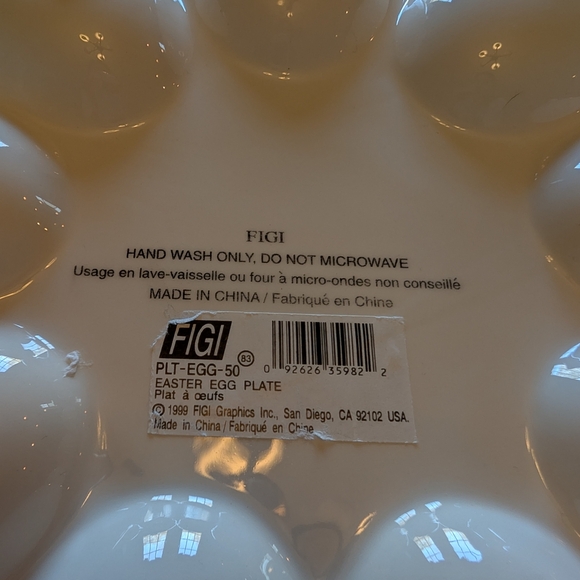 FIGI
HAND WASH ONLY, DO NOT MICROWAVE
Usage en lave-vaisselle ou four à micro-ondes non conseillé
MADE IN CHINA / Fabriqué en Chine
FIGI
83
PLT-EGG-50
0 92626 35982 2
EASTER EGG PLATE
Plat à œufs
© 1999 FIGI Graphics Inc., San Diego, CA 92102 USA.
Made in China / Fabriqué en Chine